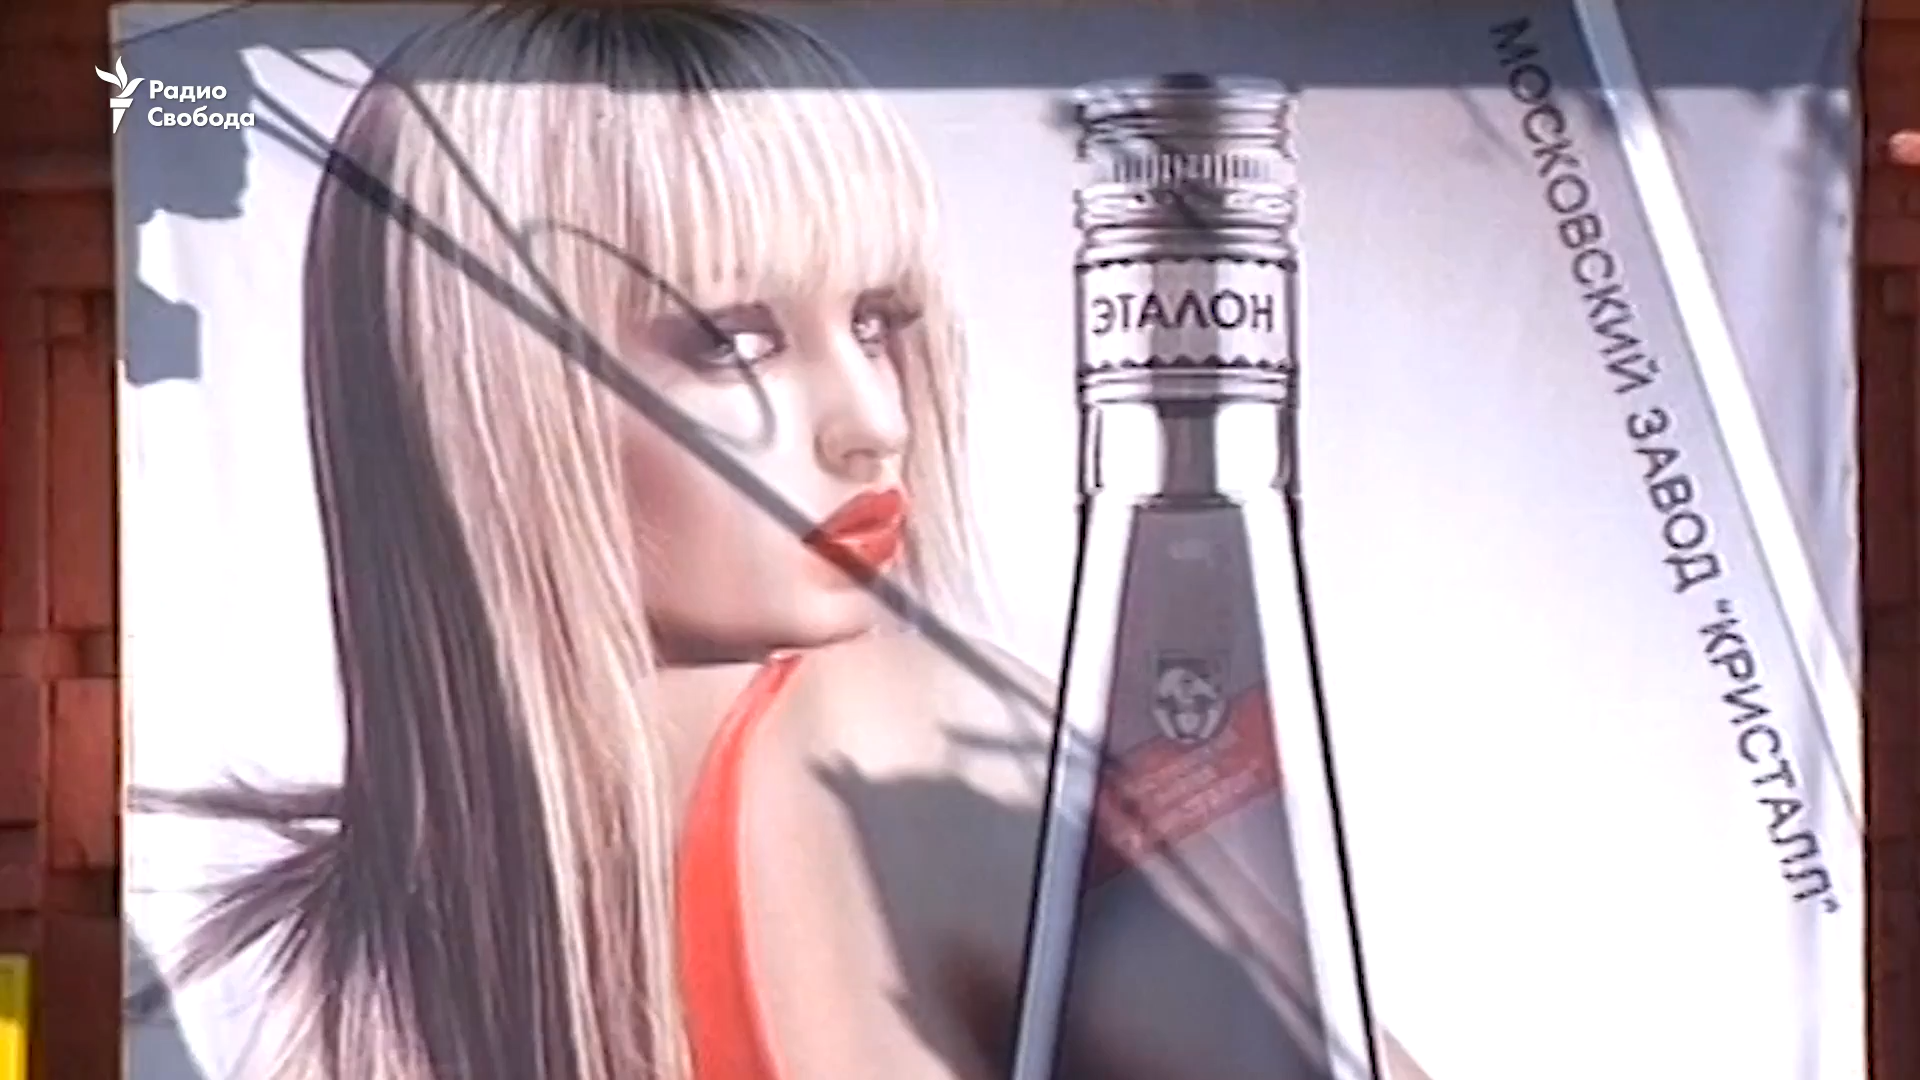 Радио
Свобода
ЭТАЛОН
МОСКОВСКИЙ ЗАВОД "КРИСТАЛЛ"